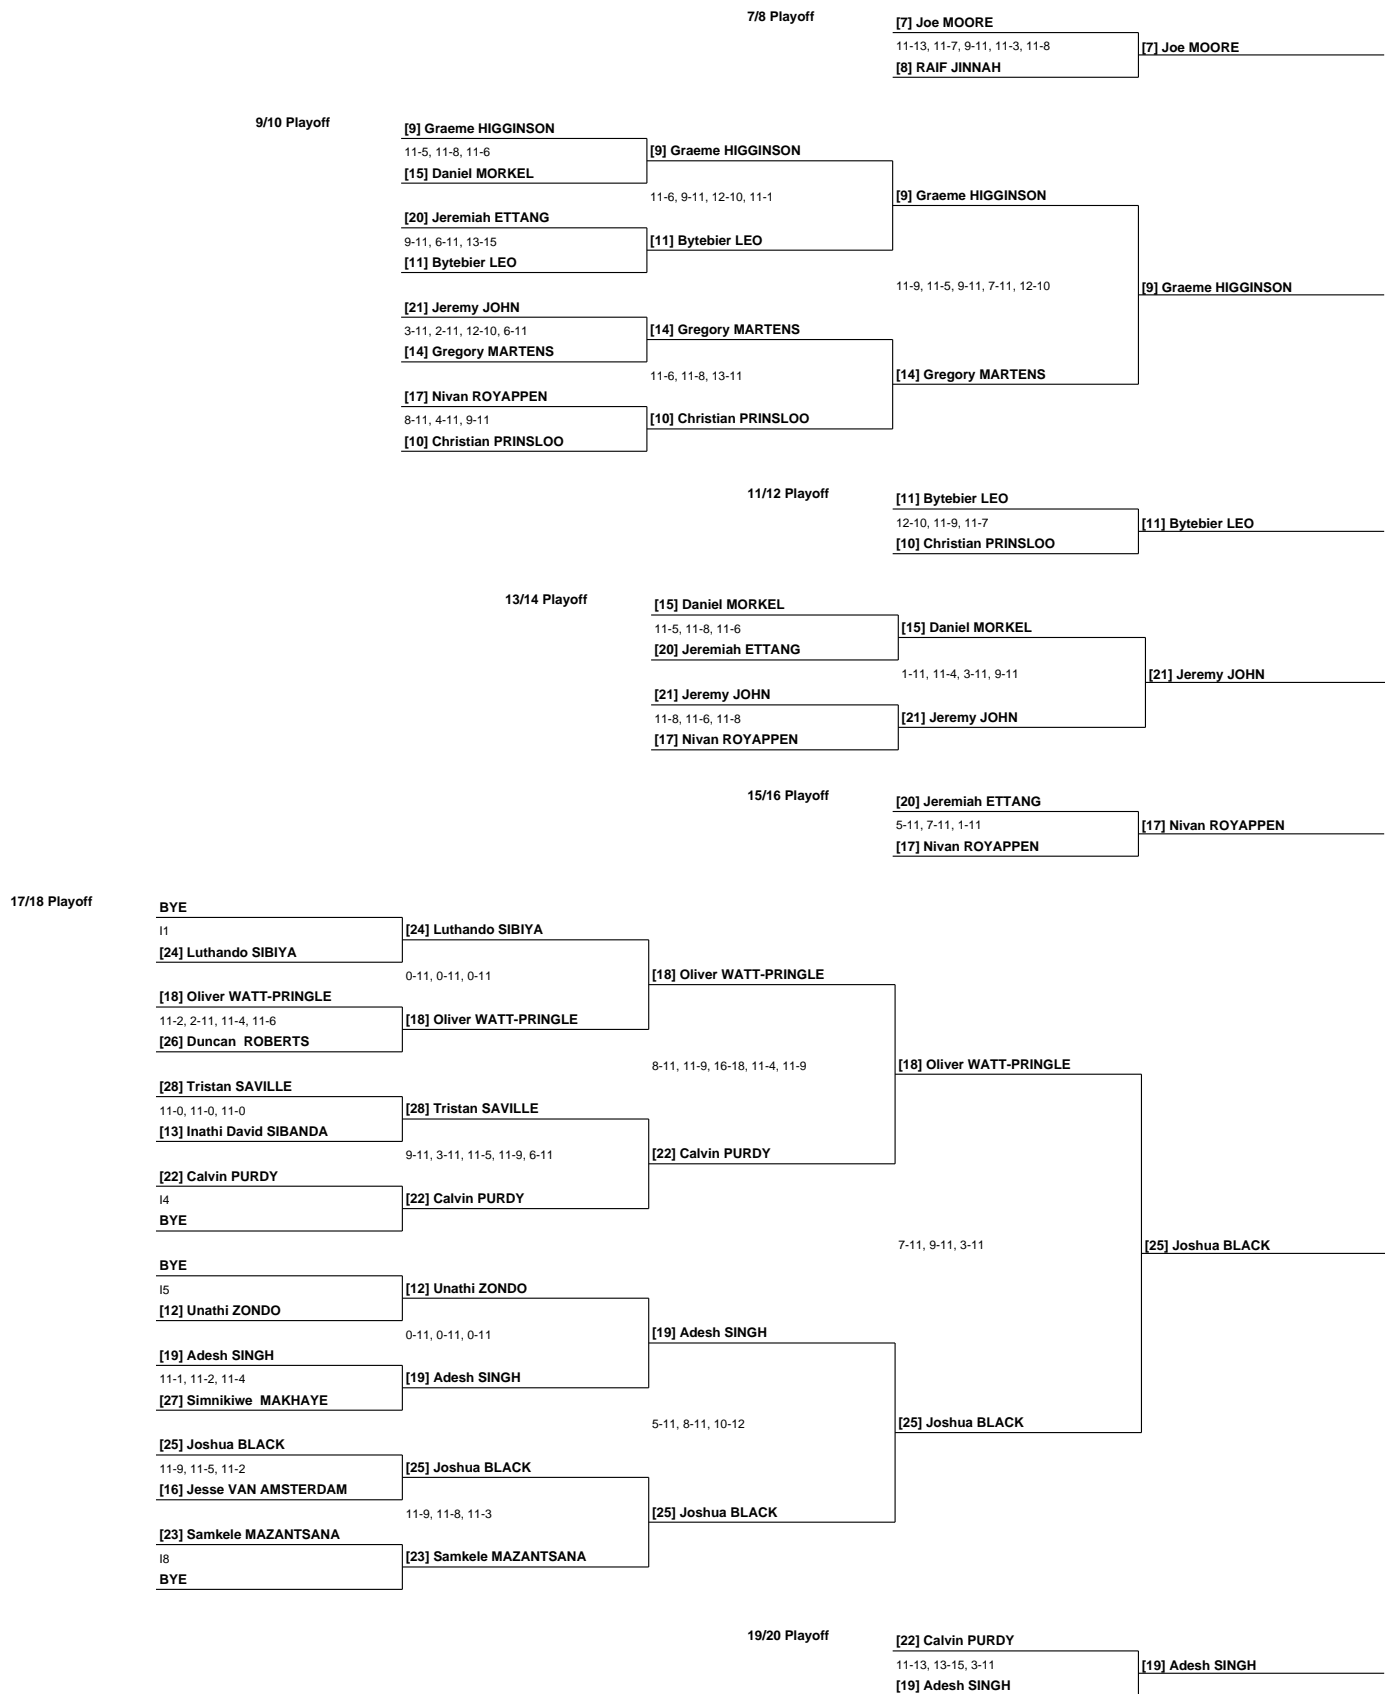 7/8 Playoff
[7] Joe MOORE
11-13, 11-7, 9-11, 11-3, 11-8
[7] Joe MOORE
[8] RAIF JINNAH
9/10 Playoff
[9] Graeme HIGGINSON
11-5, 11-8, 11-6
[9] Graeme HIGGINSON
[15] Daniel MORKEL
11-6, 9-11, 12-10, 11-1
[9] Graeme HIGGINSON
[20] Jeremiah ETTANG
9-11, 6-11, 13-15
[11] Bytebier LEO
[11] Bytebier LEO
11-9, 11-5, 9-11, 7-11, 12-10
[9] Graeme HIGGINSON
[21] Jeremy JOHN
3-11, 2-11, 12-10, 6-11
[14] Gregory MARTENS
[14] Gregory MARTENS
11-6, 11-8, 13-11
[14] Gregory MARTENS
[17] Nivan ROYAPPEN
8-11, 4-11, 9-11
[10] Christian PRINSLOO
[10] Christian PRINSLOO
11/12 Playoff
[11] Bytebier LEO
12-10, 11-9, 11-7
[11] Bytebier LEO
[10] Christian PRINSLOO
13/14 Playoff
[15] Daniel MORKEL
11-5, 11-8, 11-6
[15] Daniel MORKEL
[20] Jeremiah ETTANG
1-11, 11-4, 3-11, 9-11
[21] Jeremy JOHN
[21] Jeremy JOHN
11-8, 11-6, 11-8
[21] Jeremy JOHN
[17] Nivan ROYAPPEN
15/16 Playoff
[20] Jeremiah ETTANG
5-11, 7-11, 1-11
[17] Nivan ROYAPPEN
[17] Nivan ROYAPPEN
17/18 Playoff
BYE
I1
[24] Luthando SIBIYA
[24] Luthando SIBIYA
0-11, 0-11, 0-11
[18] Oliver WATT-PRINGLE
[18] Oliver WATT-PRINGLE
11-2, 2-11, 11-4, 11-6
[18] Oliver WATT-PRINGLE
[26] Duncan  ROBERTS
8-11, 11-9, 16-18, 11-4, 11-9
[18] Oliver WATT-PRINGLE
[28] Tristan SAVILLE
11-0, 11-0, 11-0
[28] Tristan SAVILLE
[13] Inathi David SIBANDA
9-11, 3-11, 11-5, 11-9, 6-11
[22] Calvin PURDY
[22] Calvin PURDY
I4
[22] Calvin PURDY
BYE
7-11, 9-11, 3-11
[25] Joshua BLACK
BYE
I5
[12] Unathi ZONDO
[12] Unathi ZONDO
0-11, 0-11, 0-11
[19] Adesh SINGH
[19] Adesh SINGH
11-1, 11-2, 11-4
[19] Adesh SINGH
[27] Simnikiwe  MAKHAYE
5-11, 8-11, 10-12
[25] Joshua BLACK
[25] Joshua BLACK
11-9, 11-5, 11-2
[25] Joshua BLACK
[16] Jesse VAN AMSTERDAM
11-9, 11-8, 11-3
[25] Joshua BLACK
[23] Samkele MAZANTSANA
I8
[23] Samkele MAZANTSANA
BYE
19/20 Playoff
[22] Calvin PURDY
11-13, 13-15, 3-11
[19] Adesh SINGH
[19] Adesh SINGH